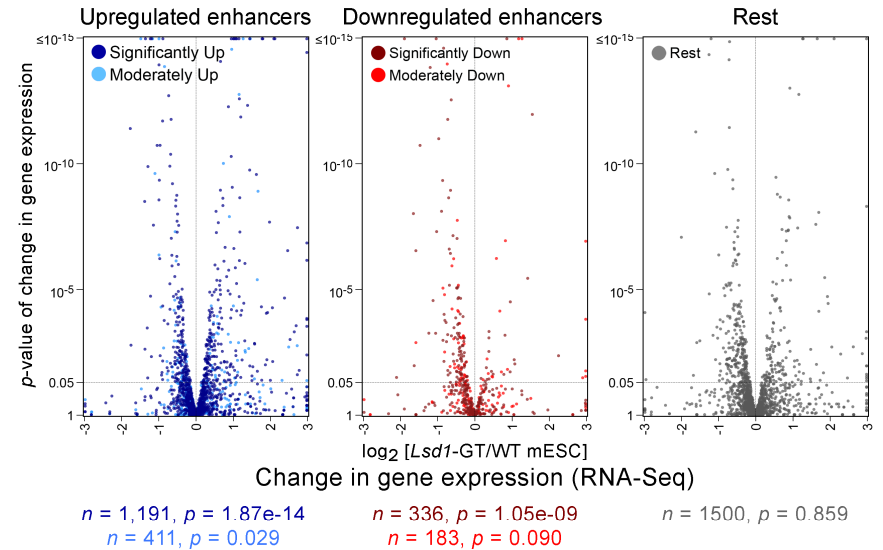 Upregulated enhancers
Downregulated enhancers
Rest
≤10-15
Significantly Up
Moderately Up
10-10
10-5
0.05
1
-3 -2 -1 0 1 2 3
p-value of change in gene expression
≤10-15
Significantly Down
Moderately Down
10-10
10-5
0.05
1
-3 -2 -1 0 1 2 3
≤10-15
Rest
10-10
10-5
0.05
1
-3 -2 -1 0 1 2 3
log2 [Lsd1-GT/WT mESC]
Change in gene expression (RNA-Seq)
n = 1,191, p = 1.87e-14
n = 336, p = 1.05e-09
n = 1500, p = 0.859
n = 411, p = 0.029
n = 183, p = 0.090